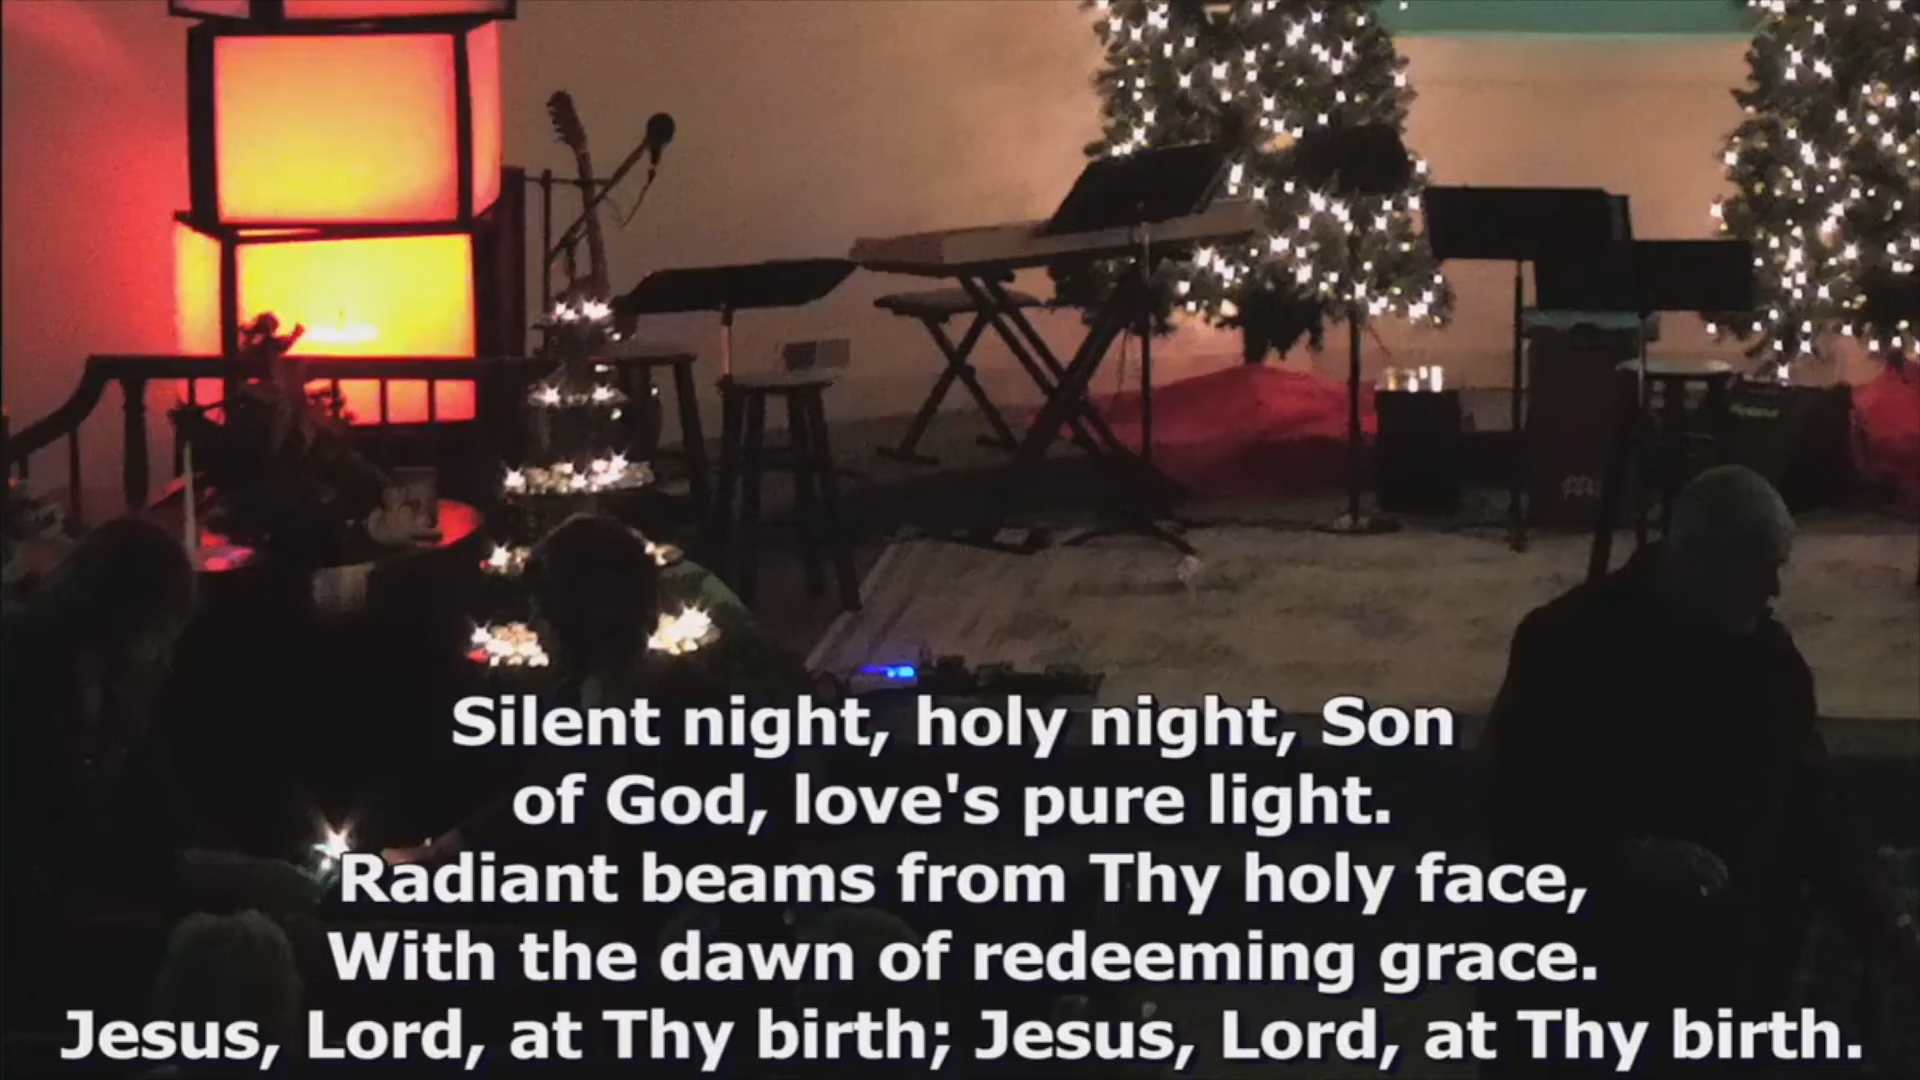 Silent night, holy night, Son
of God, love's pure light.
Radiant beams from Thy holy face,
With the dawn of redeeming grace.
Jesus, Lord, at Thy birth; Jesus, Lord, at Thy birth.